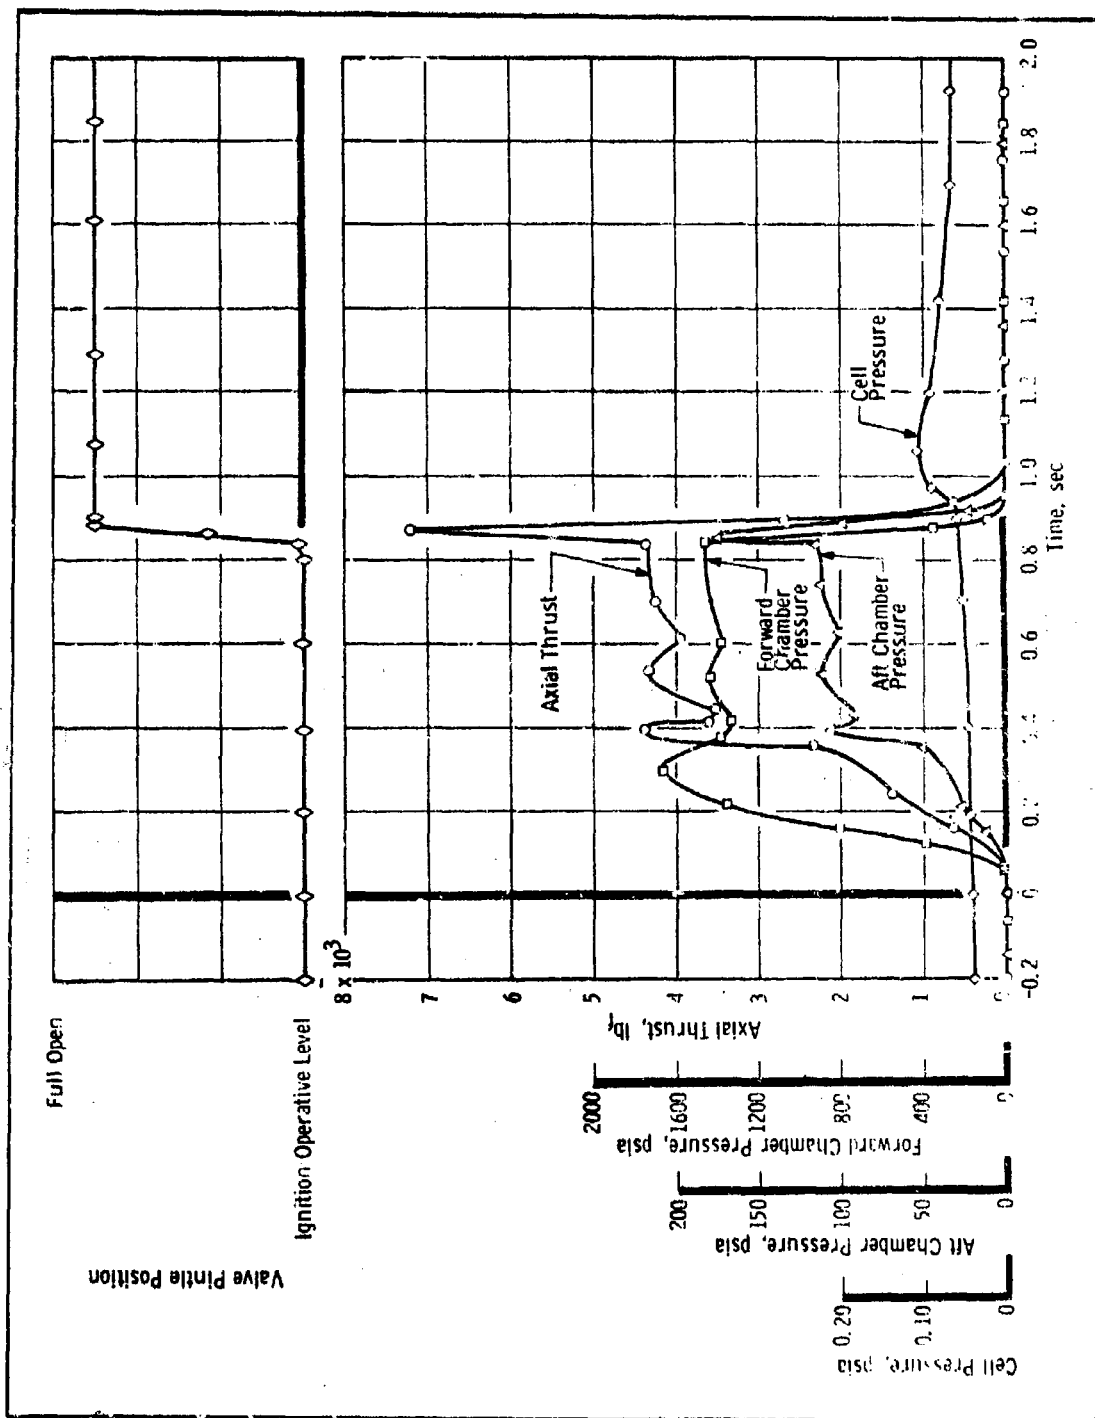 Valve Pintle Position
Full Open
Ignition Operative Level
Cell Pressure, psia
0.20
0.10
0
Aft Chamber Pressure, psia
200
150
100
50
0
Forward Chamber Pressure, psia
2000
1600
1200
800
400
0
Axial Thrust, lbf
8 x 10³
7
6
5
4
3
2
1
0
Axial Thrust
Forward
Chamber
Pressure
Aft Chamber
Pressure
Cell
Pressure
-0.2
0
0.2
0.4
0.6
0.8
1.0
1.2
1.4
1.6
1.8
2.0
Time, sec